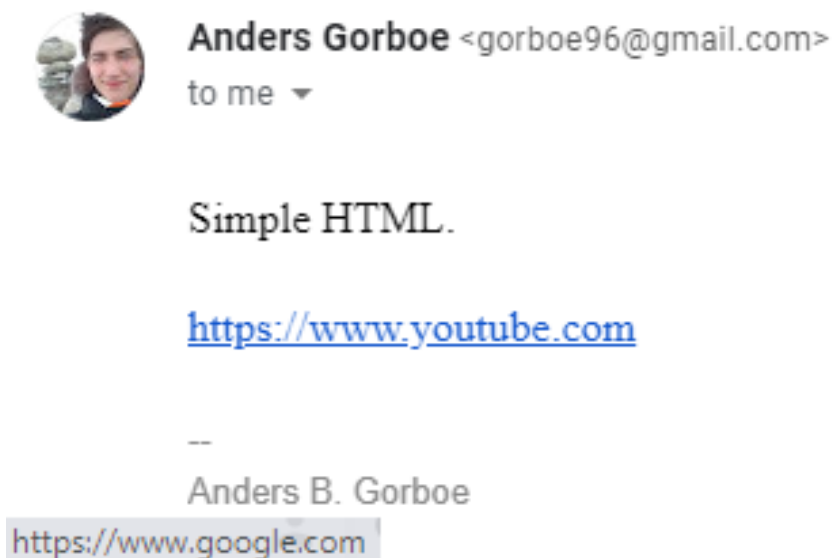 Anders Gorboe <gorboe96@gmail.com>
to me
Simple HTML.
https://www.youtube.com
--
Anders B. Gorboe
https://www.google.com